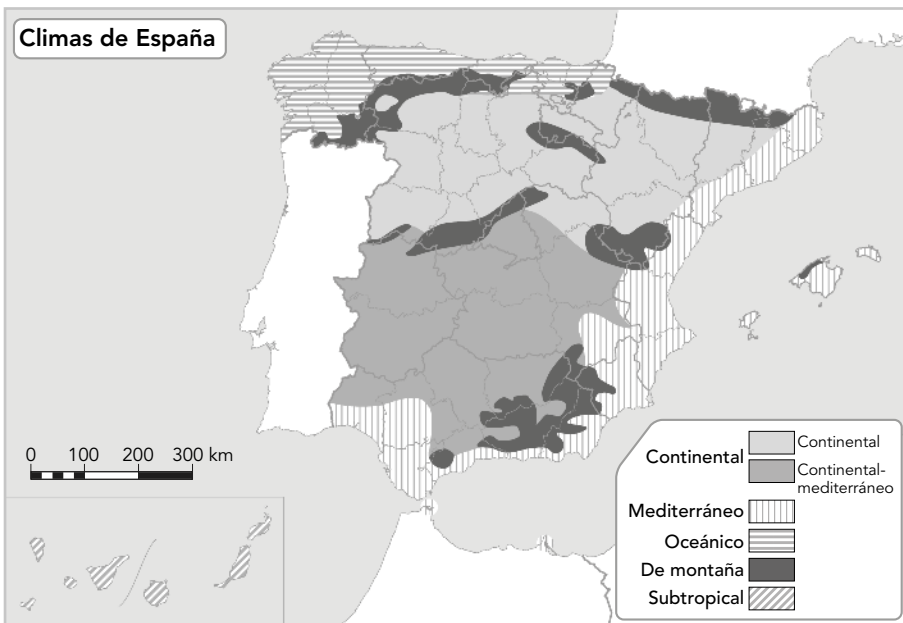 Climas de España
0 100 200 300 km
Continental
Continental
Continental-
mediterráneo
Mediterráneo
Oceánico
De montaña
Subtropical